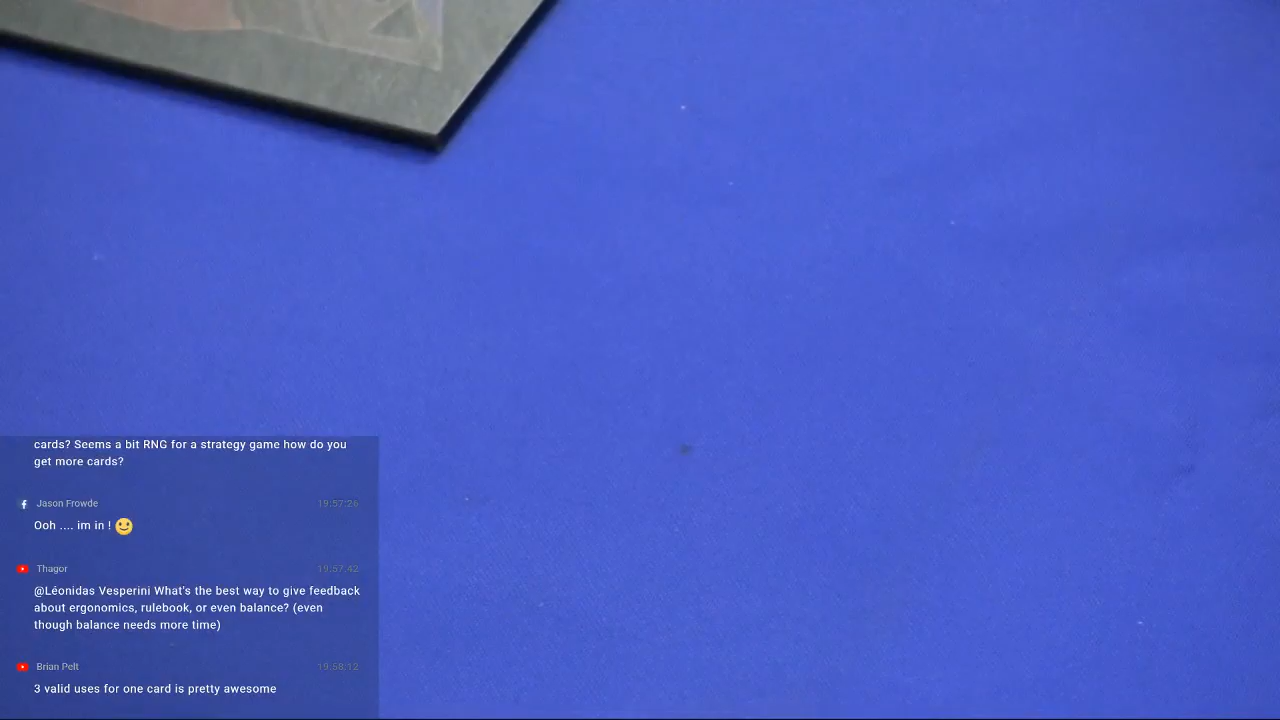 cards? Seems a bit RNG for a strategy game how do you
get more cards?
Jason Frowde 19:57:26
Ooh .... im in !
Thagor 19:57:42
@Léonidas Vesperini What's the best way to give feedback
about ergonomics, rulebook, or even balance? (even
though balance needs more time)
Brian Pelt 19:58:12
3 valid uses for one card is pretty awesome